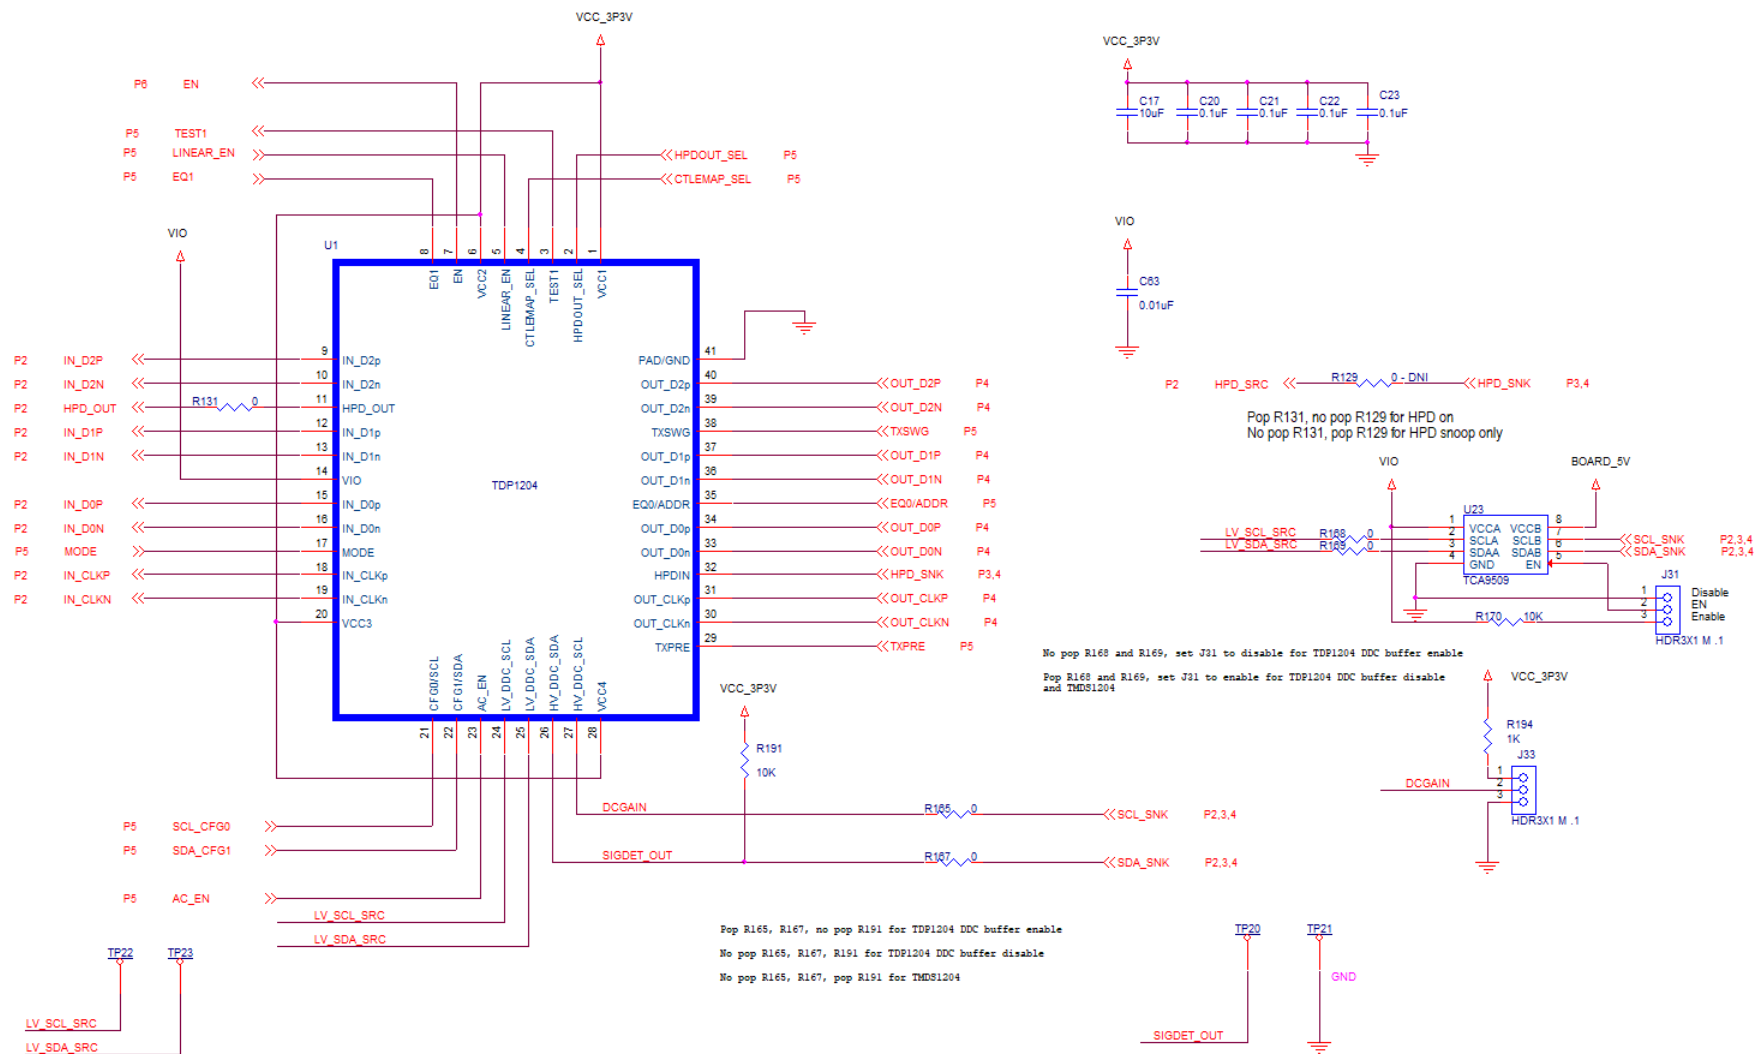 VCC_3P3V
P6 EN
P5 TEST1
P5 LINEAR_EN
P5 EQ1
HPDOUT_SEL P5
CTLEMAP_SEL P5
VIO
U1
8 7 6 5 4 3 2 1
EQ1
EN
VCC2
LINEAR_EN
CTLEMAP_SEL
TEST1
HPDOUT_SEL
VCC1
P2 IN_D2P 9 IN_D2p
P2 IN_D2N 10 IN_D2n
P2 HPD_OUT R131 0 11 HPD_OUT
P2 IN_D1P 12 IN_D1p
P2 IN_D1N 13 IN_D1n
14 VIO
P2 IN_D0P 15 IN_D0p
P2 IN_D0N 16 IN_D0n
P5 MODE 17 MODE
P2 IN_CLKP 18 IN_CLKp
P2 IN_CLKN 19 IN_CLKn
20 VCC3
TDP1204
PAD/GND 41
OUT_D2p 40 OUT_D2P P4
OUT_D2n 39 OUT_D2N P4
TXSWG 38 TXSWG P5
OUT_D1p 37 OUT_D1P P4
OUT_D1n 36 OUT_D1N P4
EQ0/ADDR 35 EQ0/ADDR P5
OUT_D0p 34 OUT_D0P P4
OUT_D0n 33 OUT_D0N P4
HPDIN 32 HPD_SNK P3,4
OUT_CLKp 31 OUT_CLKP P4
OUT_CLKn 30 OUT_CLKN P4
TXPRE 29 TXPRE P5
CFG0/SCL
CFG1/SDA
AC_EN
LV_DDC_SCL
LV_DDC_SDA
HV_DDC_SDA
HV_DDC_SCL
VCC4
21 22 23 24 25 26 27 28
VCC_3P3V
R191
10K
DCGAIN R165 0 SCL_SNK P2,3,4
SIGDET_OUT R167 0 SDA_SNK P2,3,4
P5 SCL_CFG0
P5 SDA_CFG1
P5 AC_EN
LV_SCL_SRC
LV_SDA_SRC
TP22 TP23
LV_SCL_SRC
LV_SDA_SRC
Pop R165, R167, no pop R191 for TDP1204 DDC buffer enable
No pop R165, R167, R191 for TDP1204 DDC buffer disable
No pop R165, R167, pop R191 for TMDS1204
VCC_3P3V
C17 10uF
C20 0.1uF
C21 0.1uF
C22 0.1uF
C23 0.1uF
VIO
C63
0.01uF
P2 HPD_SRC R129 0 - DNI HPD_SNK P3,4
Pop R131, no pop R129 for HPD on
No pop R131, pop R129 for HPD snoop only
VIO BOARD_5V
U23
LV_SCL_SRC R168 0
LV_SDA_SRC R169 0
1 VCCA VCCB 8
2 SCLA SCLB 7 SCL_SNK P2,3,4
3 SDAA SDAB 6 SDA_SNK P2,3,4
4 GND EN 5
TCA9509
J31
1 Disable
2 EN
3 Enable
R170 10K
HDR3X1 M .1
No pop R168 and R169, set J31 to disable for TDP1204 DDC buffer enable
Pop R168 and R169, set J31 to enable for TDP1204 DDC buffer disable
and TMDS1204
VCC_3P3V
R194
1K
J33
1
DCGAIN 2
3
HDR3X1 M .1
TP20 TP21
GND
SIGDET_OUT